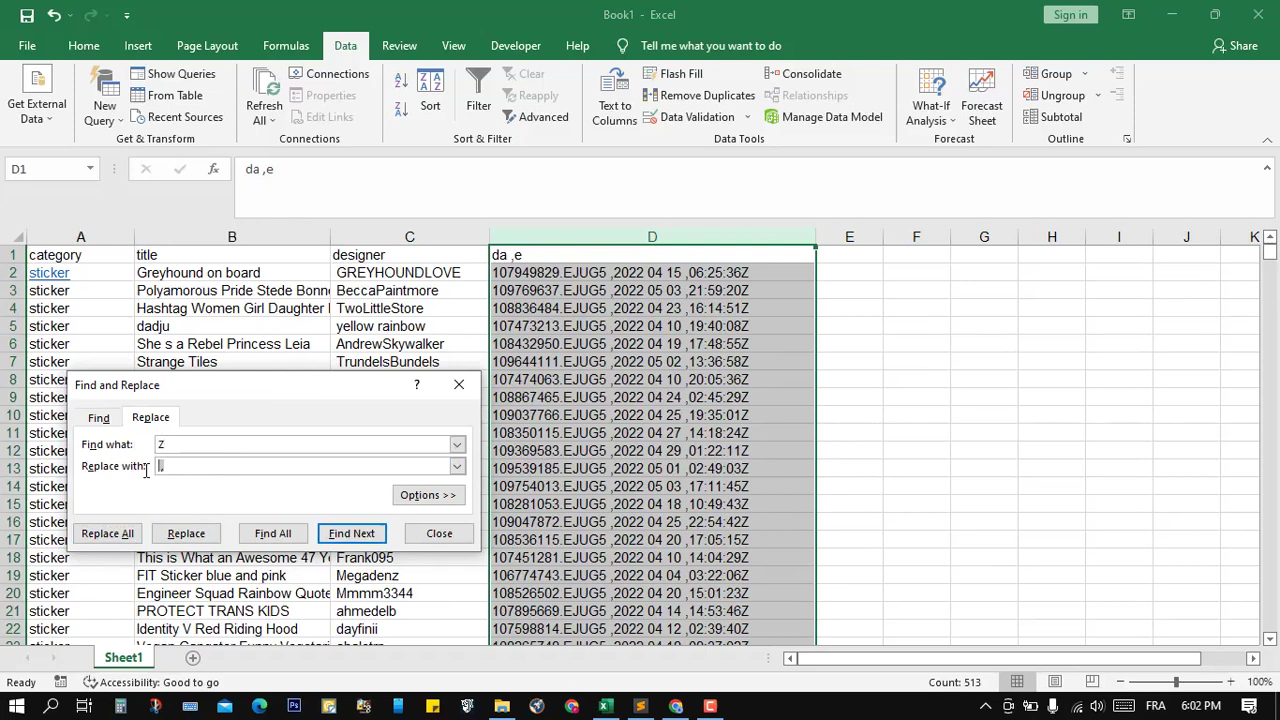 Book1 - Excel
Sign in
File Home Insert Page Layout Formulas Data Review View Developer Help Tell me what you want to do Share
Get External Data
New Query
Show Queries
From Table
Recent Sources
Get & Transform
Refresh All
Connections
Properties
Edit Links
Connections
Sort
Filter
Clear
Reapply
Advanced
Sort & Filter
Text to Columns
Flash Fill
Remove Duplicates
Data Validation
Consolidate
Relationships
Manage Data Model
Data Tools
What-If Analysis
Forecast Sheet
Forecast
Group
Ungroup
Subtotal
Outline
D1 fx da ,e
A B C D E F G H I J K
1 category title designer da ,e
2 sticker Greyhound on board GREYHOUNDLOVE 107949829.EJUG5 ,2022 04 15 ,06:25:36Z
3 sticker Polyamorous Pride Stede Bonn BeccaPaintmore 109769637.EJUG5 ,2022 05 03 ,21:59:20Z
4 sticker Hashtag Women Girl Daughter TwoLittleStore 108836484.EJUG5 ,2022 04 23 ,16:14:51Z
5 sticker dadju yellow rainbow 107473213.EJUG5 ,2022 04 10 ,19:40:08Z
6 sticker She s a Rebel Princess Leia AndrewSkywalker 108432950.EJUG5 ,2022 04 19 ,17:48:55Z
7 sticker Strange Tiles TrundelsBundels 109644111.EJUG5 ,2022 05 02 ,13:36:58Z
8 sticke 107474063.EJUG5 ,2022 04 10 ,20:05:36Z
9 sticke 108867465.EJUG5 ,2022 04 24 ,02:45:29Z
10 sticke 109037766.EJUG5 ,2022 04 25 ,19:35:01Z
11 sticke 108350115.EJUG5 ,2022 04 27 ,14:18:24Z
12 sticke 109369583.EJUG5 ,2022 04 29 ,00:27:51Z
13 sticke 109539185.EJUG5 ,2022 05 01 ,02:49:03Z
14 sticke 109754013.EJUG5 ,2022 05 03 ,17:11:45Z
15 sticke 108281053.EJUG5 ,2022 04 18 ,10:49:43Z
16 sticke 109047872.EJUG5 ,2022 04 25 ,22:54:42Z
17 sticke 108536115.EJUG5 ,2022 04 20 ,17:05:15Z
18 sticker This is What an Awesome 47 Ye Frank095 107451281.EJUG5 ,2022 04 10 ,14:04:29Z
19 sticker FIT Sticker blue and pink Megadenz 106774743.EJUG5 ,2022 04 04 ,03:22:06Z
20 sticker Engineer Squad Rainbow Quote Mmmm3344 108526504.EJUG5 ,2022 04 20 ,15:01:23Z
21 sticker PROTECT TRANS KIDS ahmedelb 107895669.EJUG5 ,2022 04 14 ,14:53:46Z
22 sticker Identity V Red Riding Hood dayfinii 107598814.EJUG5 ,2022 04 12 ,02:39:40Z
Find and Replace ?
Find Replace
Find what: Z
Replace with: ,
Options >>
Replace All Replace Find All Find Next Close
Sheet1
Ready Accessibility: Good to go Count: 513 100%
FRA 6:02 PM